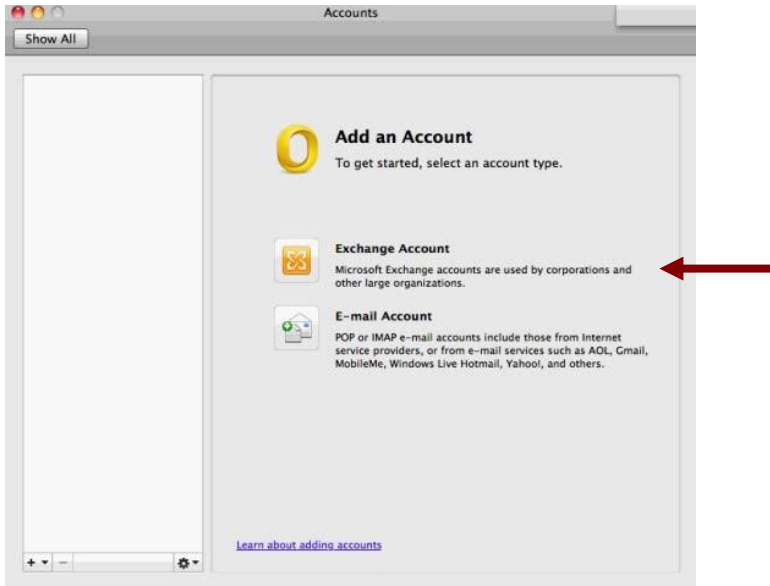 Accounts
Show All
Add an Account
To get started, select an account type.
Exchange Account
Microsoft Exchange accounts are used by corporations and
other large organizations.
E-mail Account
POP or IMAP e-mail accounts include those from Internet
service providers, or from e-mail services such as AOL, Gmail,
MobileMe, Windows Live Hotmail, Yahoo!, and others.
Learn about adding accounts